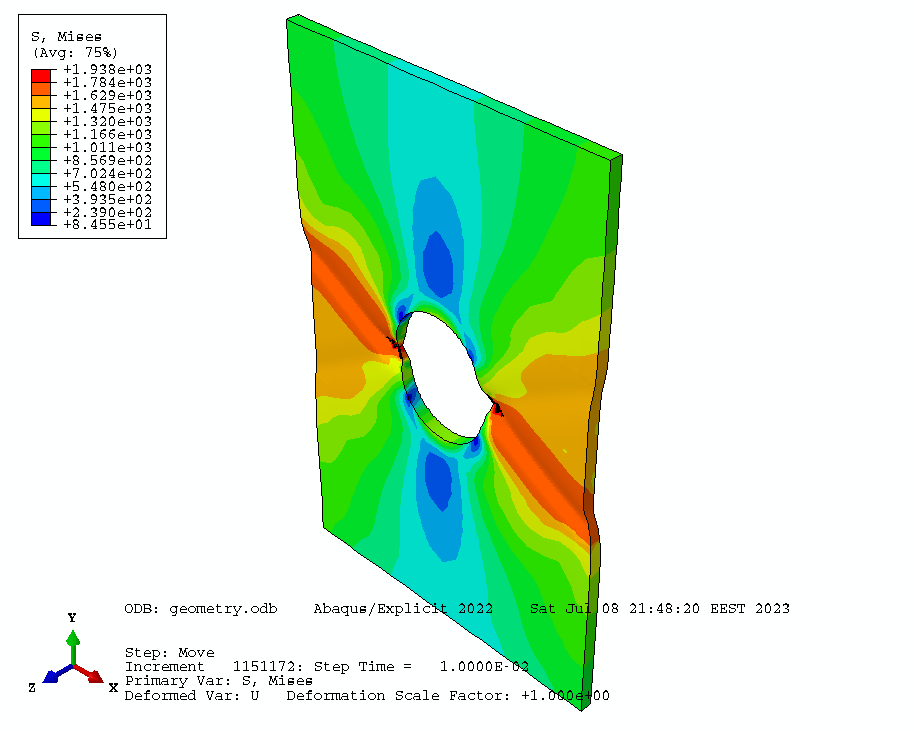 S, Mises
(Avg: 75%)
+1.938e+03
+1.784e+03
+1.629e+03
+1.475e+03
+1.320e+03
+1.166e+03
+1.011e+03
+8.569e+02
+7.024e+02
+5.480e+02
+3.935e+02
+2.390e+02
+8.455e+01
ODB: geometry.odb Abaqus/Explicit 2022 Sat Jul 08 21:48:20 EEST 2023
Y
Z
X
Step: Move
Increment 1151172: Step Time = 1.0000E-02
Primary Var: S, Mises
Deformed Var: U Deformation Scale Factor: +1.000e+00